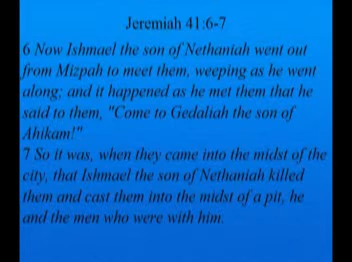 Jeremiah 41:6-7
6 Now Ishmael the son of Nethaniah went out
from Mizpah to meet them, weeping as he went
along; and it happened as he met them that he
said to them, "Come to Gedaliah the son of
Ahikam!"
7 So it was, when they came into the midst of the
city, that Ishmael the son of Nethaniah killed
them and cast them into the midst of a pit, he
and the men who were with him.